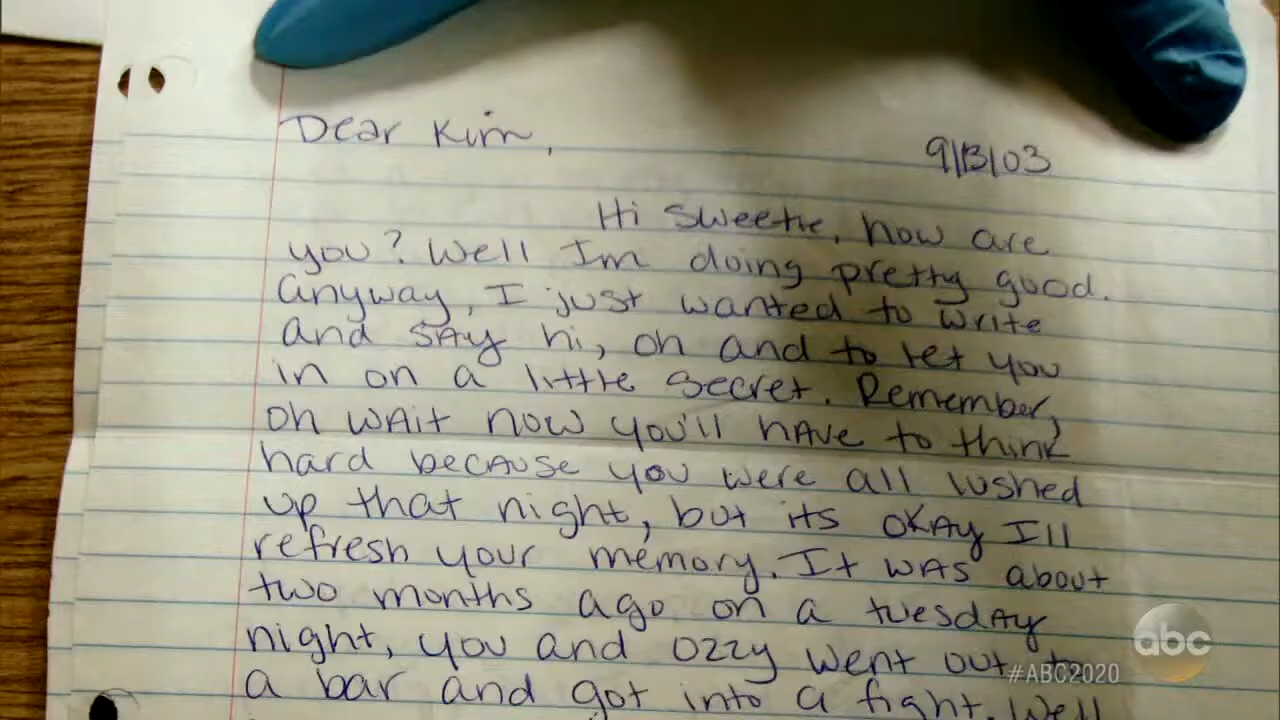 Dear Kim,
9/13/03
Hi sweetie, how are
you? Well Im doing pretty good.
Anyway, I just wanted to write
and SAy hi, oh and to let you
in on a little secret. Remember,
oh wAit now you'll hAve to think
hard becAuse you were all lushed
up that night, but its okAy I'll
refresh your memory. It wAs about
two months ago on a tuesdAy
night, you and Ozzy went out
a bar and got into a fight. Well
abc
#ABC2020